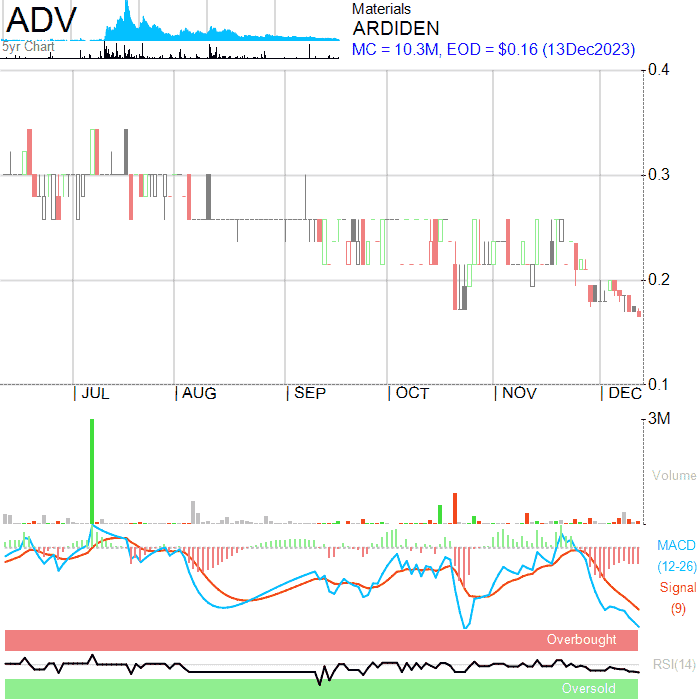 ADV
5yr Chart
Materials
ARDIDEN
MC = 10.3M, EOD = $0.16 (13Dec2023)
0.4
0.3
0.2
0.1
JUL
AUG
SEP
OCT
NOV
DEC
3M
Volume
MACD
(12-26)
Signal
(9)
Overbought
RSI(14)
Oversold